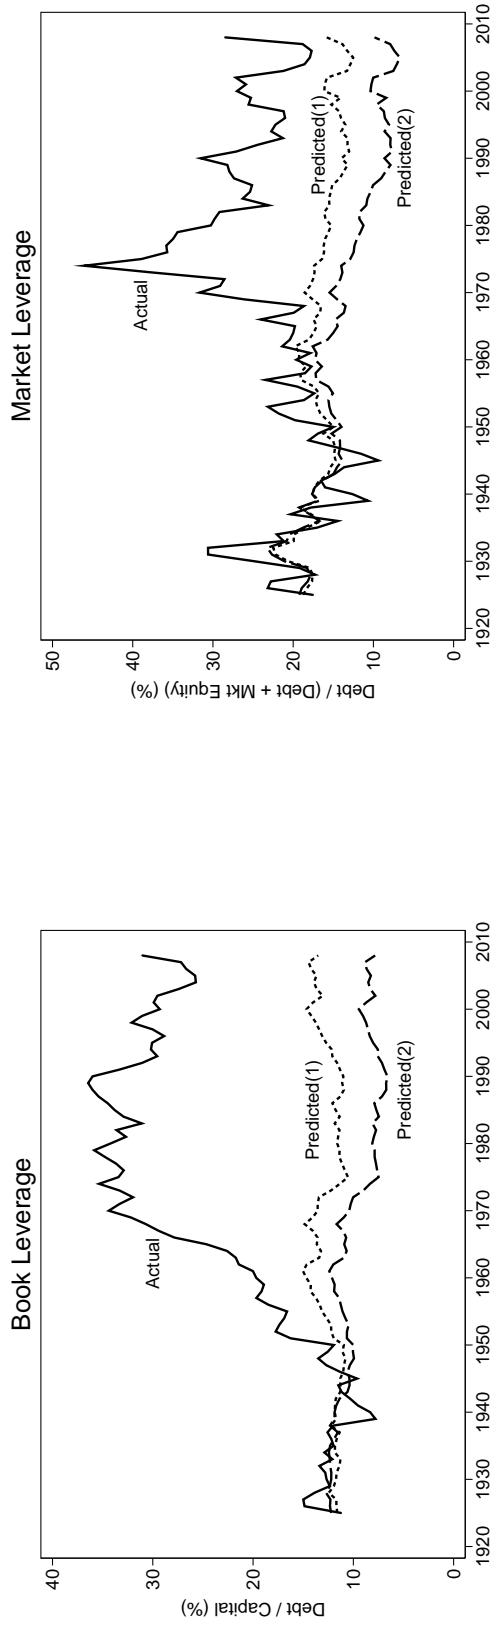 Book Leverage
Debt / Capital (%)
40
30
20
10
0
Actual
Predicted(1)
Predicted(2)
1920 1930 1940 1950 1960 1970 1980 1990 2000 2010
Market Leverage
Debt / (Debt + Mkt Equity) (%)
50
40
30
20
10
0
Actual
Predicted(1)
Predicted(2)
1920 1930 1940 1950 1960 1970 1980 1990 2000 2010